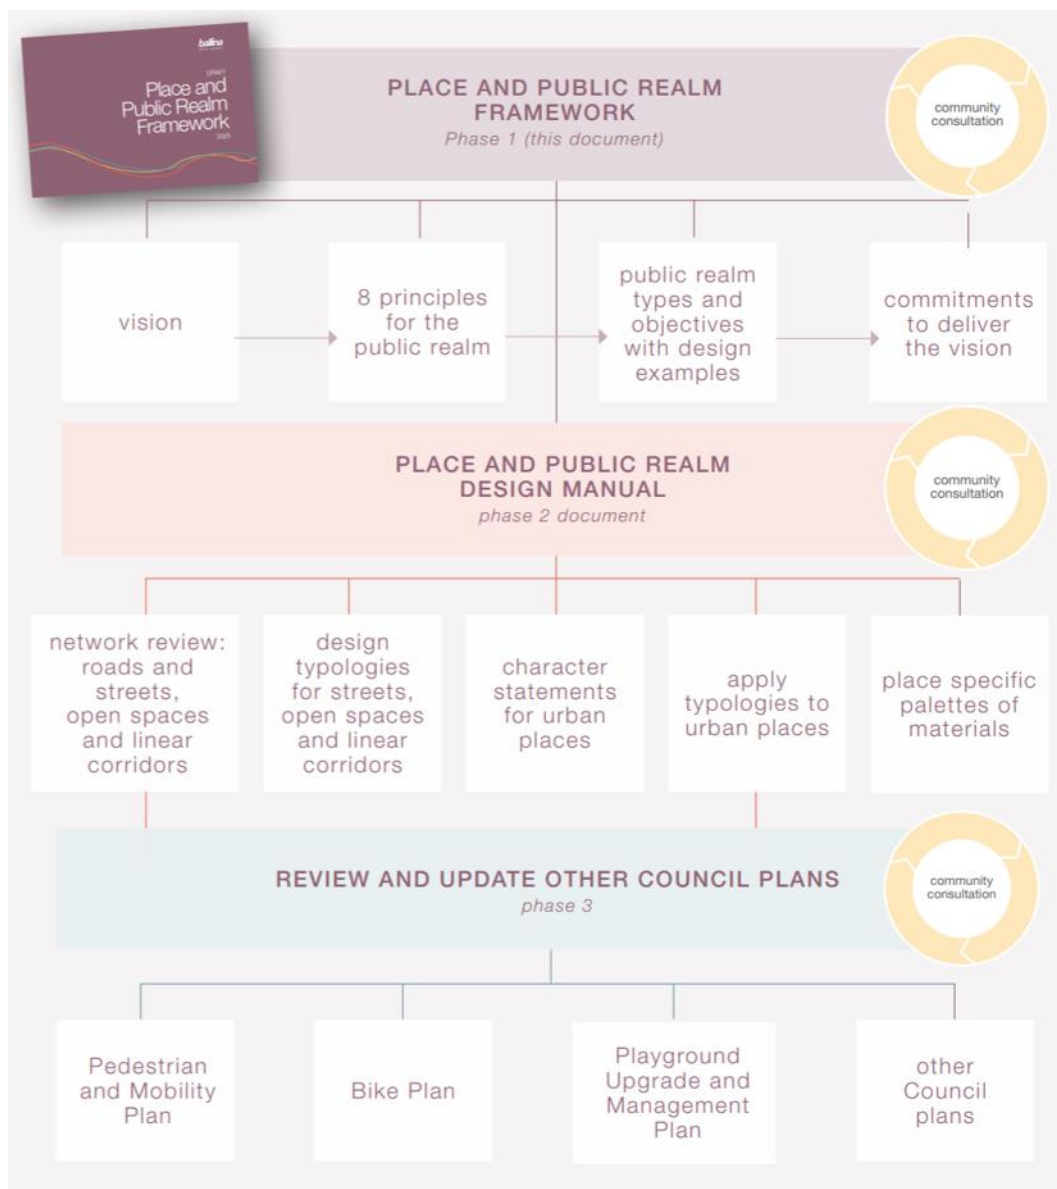 ballina
Place and
Public Realm
Framework
PLACE AND PUBLIC REALM
FRAMEWORK
Phase 1 (this document)
community
consultation
vision
8 principles
for the
public realm
public realm
types and
objectives
with design
examples
commitments
to deliver
the vision
PLACE AND PUBLIC REALM
DESIGN MANUAL
phase 2 document
community
consultation
network review:
roads and
streets,
open spaces
and linear
corridors
design
typologies
for streets,
open spaces
and linear
corridors
character
statements
for urban
places
apply
typologies to
urban places
place specific
palettes of
materials
REVIEW AND UPDATE OTHER COUNCIL PLANS
phase 3
community
consultation
Pedestrian
and Mobility
Plan
Bike Plan
Playground
Upgrade and
Management
Plan
other
Council
plans